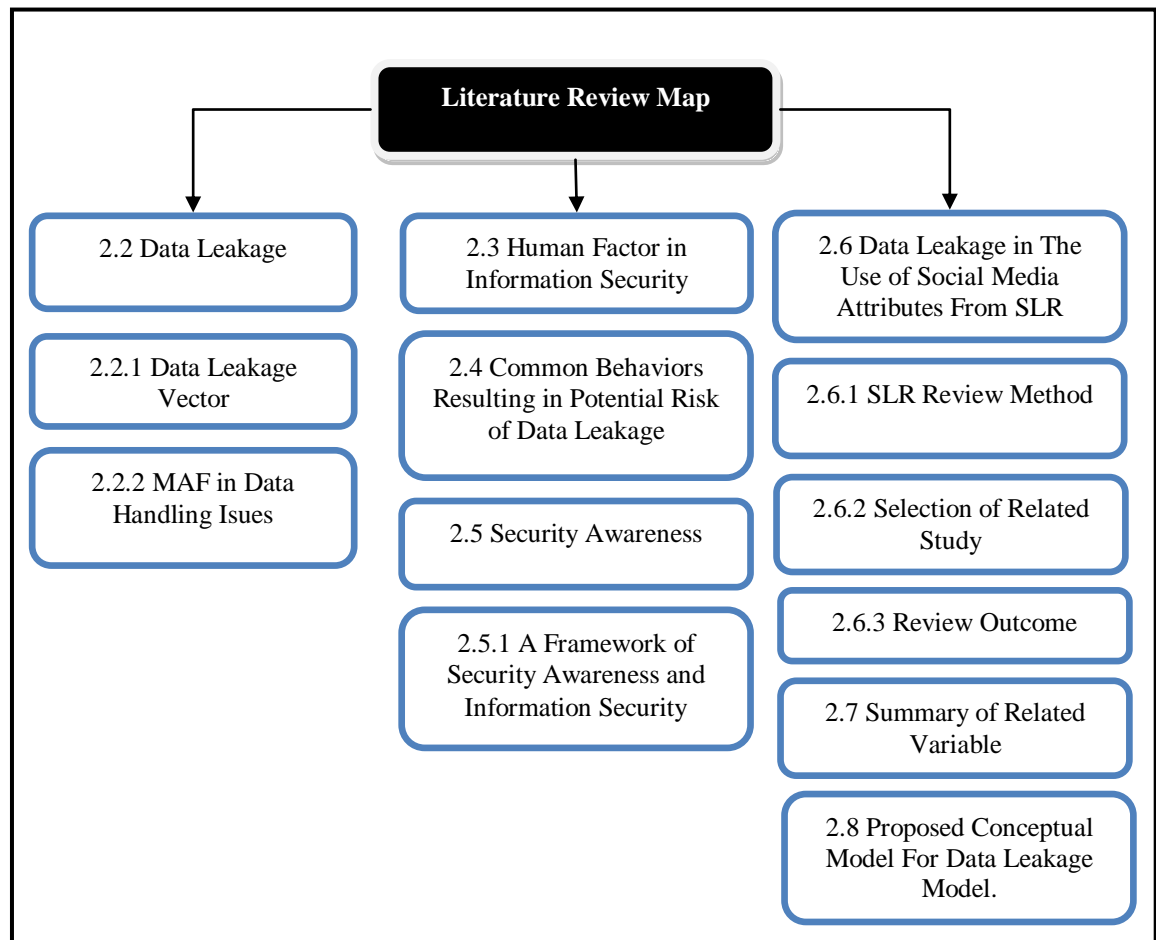 Literature Review Map
2.2 Data Leakage
2.2.1 Data Leakage
Vector
2.2.2 MAF in Data
Handling Isues
2.3 Human Factor in
Information Security
2.4 Common Behaviors
Resulting in Potential Risk
of Data Leakage
2.5 Security Awareness
2.5.1 A Framework of
Security Awareness and
Information Security
2.6 Data Leakage in The
Use of Social Media
Attributes From SLR
2.6.1 SLR Review Method
2.6.2 Selection of Related
Study
2.6.3 Review Outcome
2.7 Summary of Related
Variable
2.8 Proposed Conceptual
Model For Data Leakage
Model.